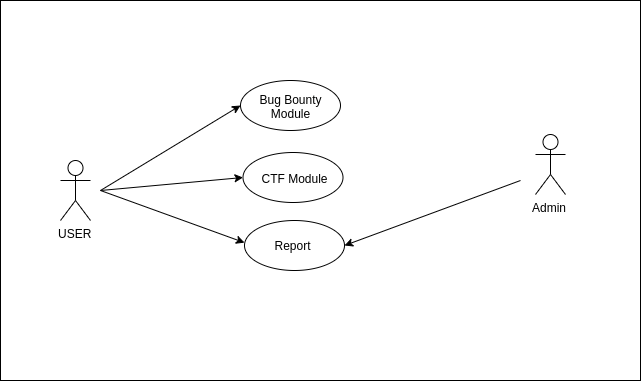 Bug Bounty
Module
CTF Module
USER
Admin
Report